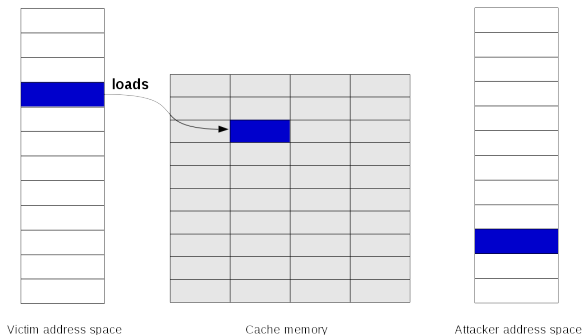 loads
Victim address space
Cache memory
Attacker address space